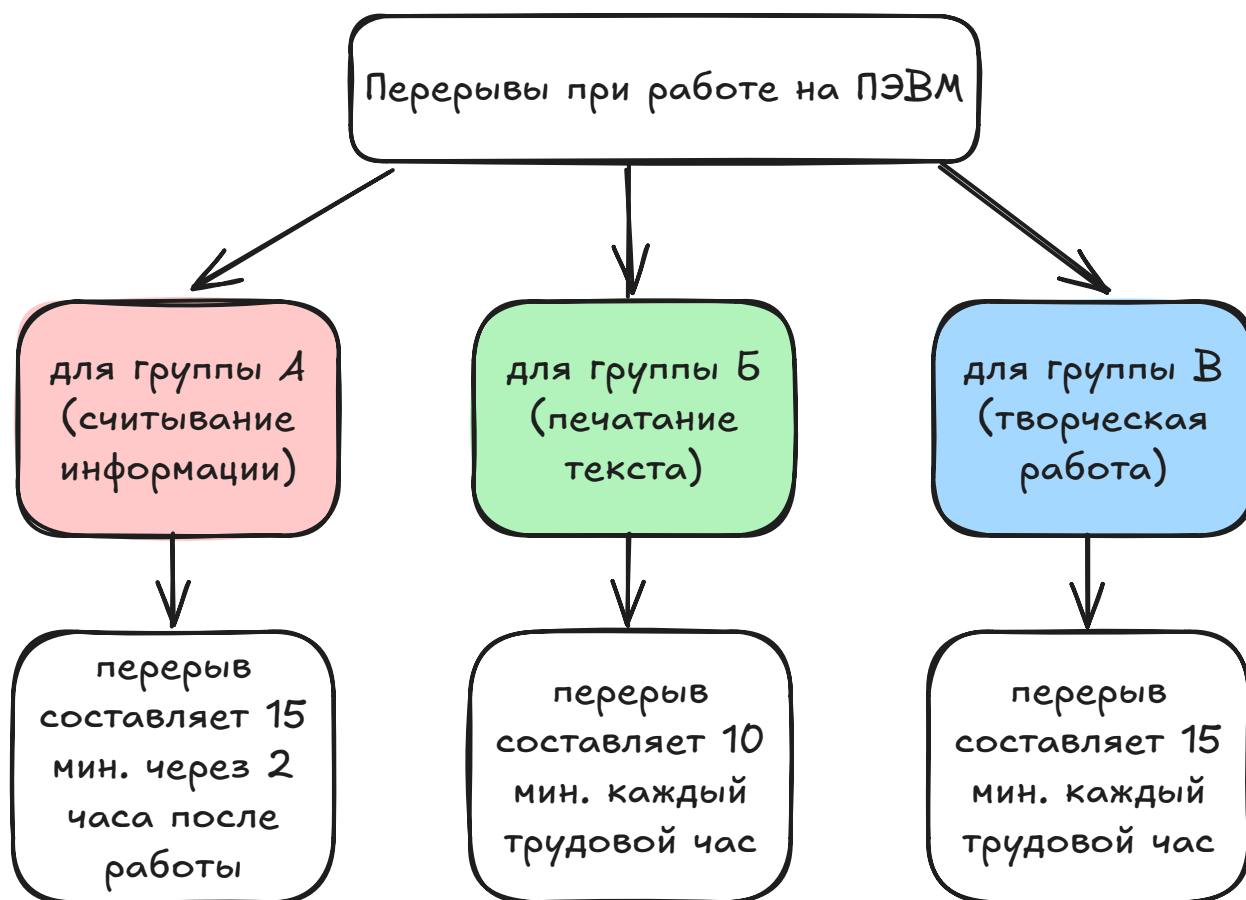 Перерывы при работе на ПЭВМ
для группы А
(считывание
информации)
для группы Б
(печатание
текста)
для группы В
(творческая
работа)
перерыв
составляет 15
мин. через 2
часа после
работы
перерыв
составляет 10
мин. каждый
трудовой час
перерыв
составляет 15
мин. каждый
трудовой час